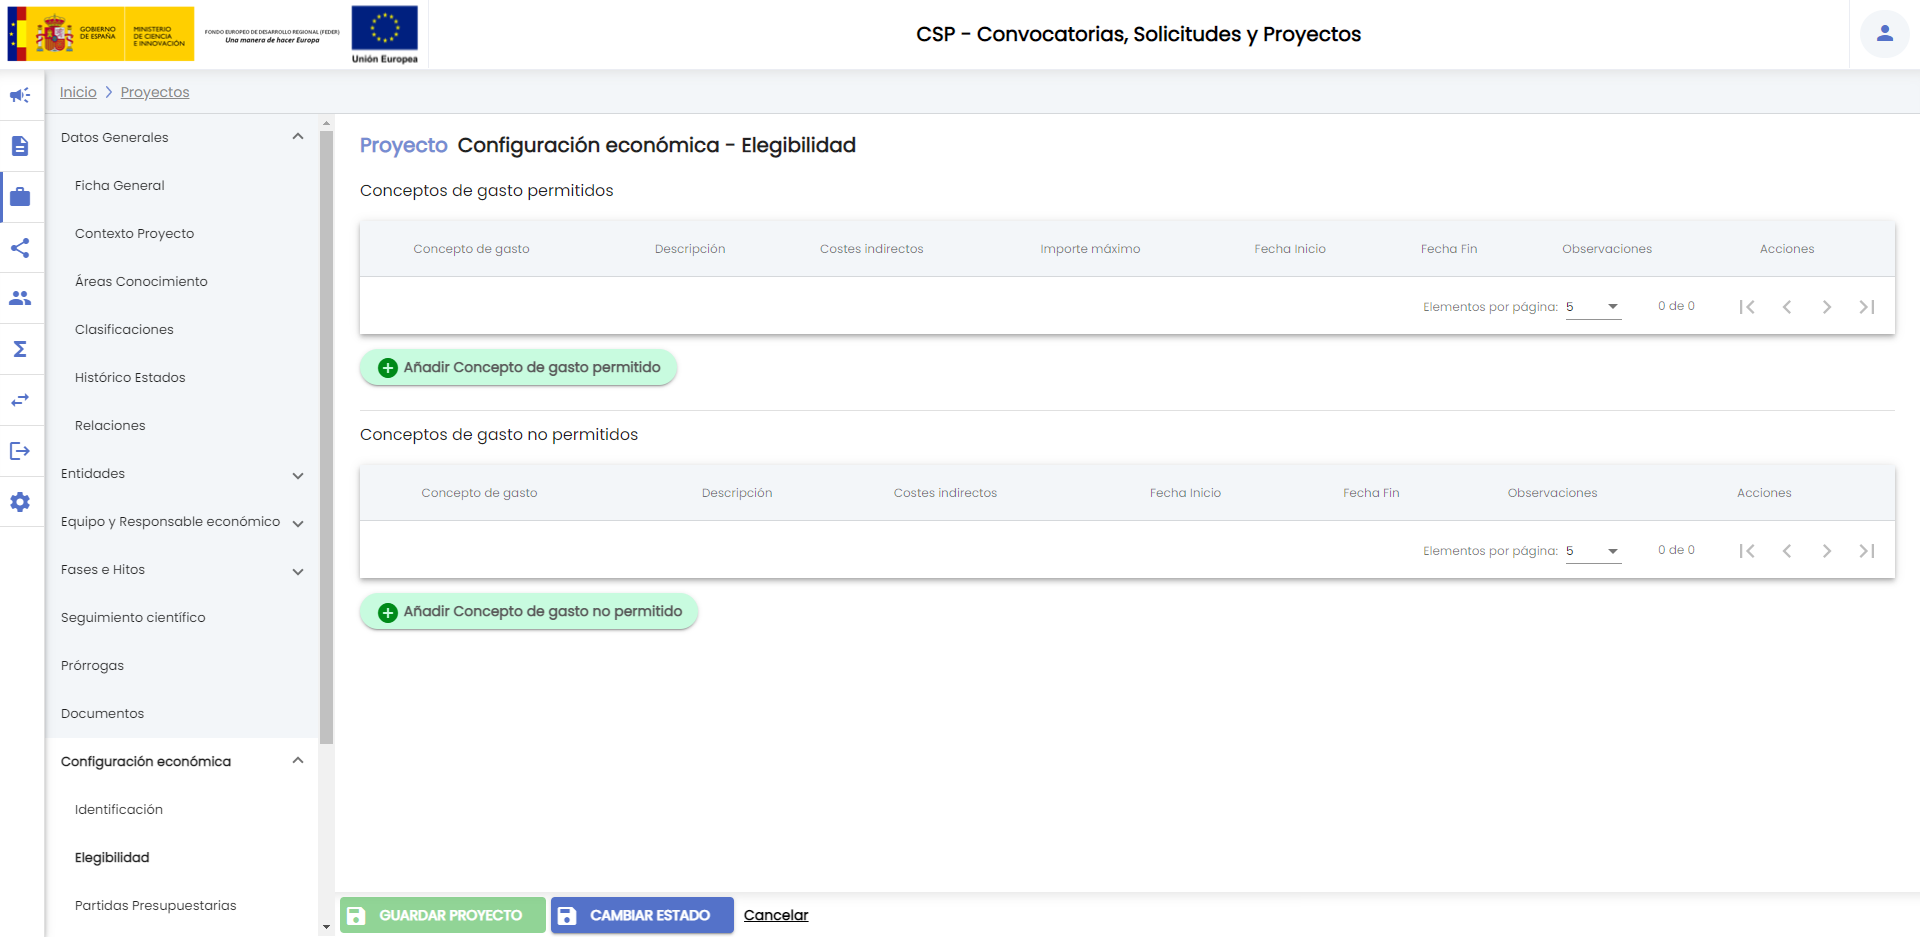 GOBIERNO
DE ESPAÑA
MINISTERIO
DE CIENCIA
E INNOVACIÓN
FONDO EUROPEO DE DESARROLLO REGIONAL (FEDER)
Una manera de hacer Europa
Unión Europea
CSP - Convocatorias, Solicitudes y Proyectos
Inicio
Proyectos
Datos Generales
Ficha General
Contexto Proyecto
Áreas Conocimiento
Clasificaciones
Histórico Estados
Relaciones
Entidades
Equipo y Responsable económico
Fases e Hitos
Seguimiento científico
Prórrogas
Documentos
Configuración económica
Identificación
Elegibilidad
Partidas Presupuestarias
Proyecto Configuración económica - Elegibilidad
Conceptos de gasto permitidos
Concepto de gasto Descripción Costes indirectos Importe máximo Fecha Inicio Fecha Fin Observaciones Acciones
Elementos por página: 5 0 de 0
Añadir Concepto de gasto permitido
Conceptos de gasto no permitidos
Concepto de gasto Descripción Costes indirectos Fecha Inicio Fecha Fin Observaciones Acciones
Elementos por página: 5 0 de 0
Añadir Concepto de gasto no permitido
GUARDAR PROYECTO CAMBIAR ESTADO Cancelar